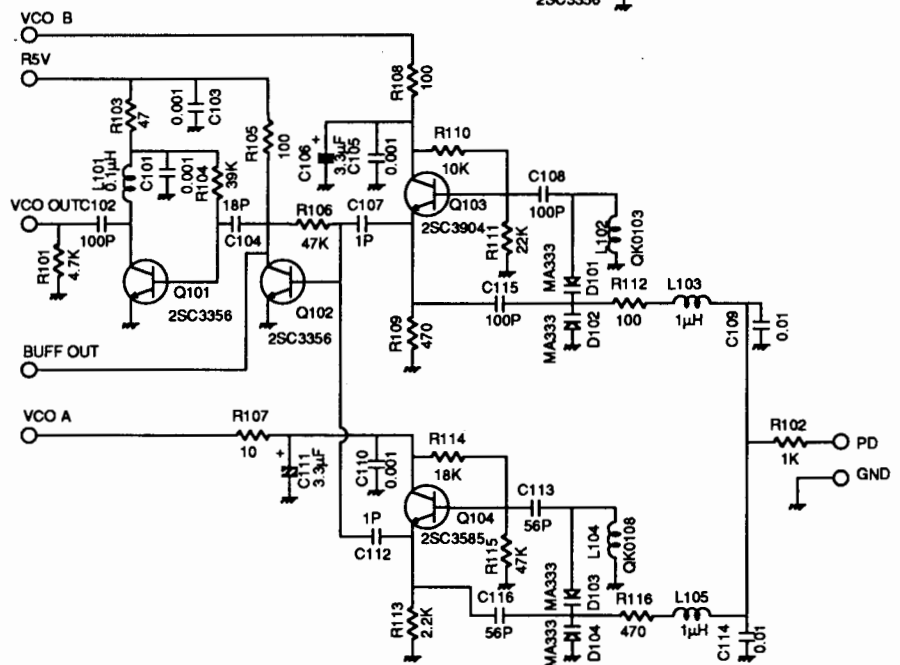 2SC3356
VCO B
R5V
R108
100
R103
47
0.001
C103
R105
100
C106
+
3.3µF
C105
0.001
R110
10K
L101
0.1µH
C101
0.001
R104
39K
C108
100P
Q103
2SC3904
VCO OUT
C102
100P
18P
C104
R106
47K
C107
1P
R111
22K
L102
QK0103
R101
4.7K
MA333
D101
Q101
2SC3356
Q102
2SC3356
C115
100P
R112
100
L103
1µH
MA333
D102
R109
470
C109
0.01
BUFF OUT
VCO A
R107
10
+
C111
3.3µF
C110
0.001
R114
18K
R102
1K
PD
GND
C113
56P
Q104
2SC3585
1P
C112
R115
47K
L104
QK0108
MA333
D103
C116
56P
R116
470
L105
1µH
R113
2.2K
MA333
D104
C114
0.01